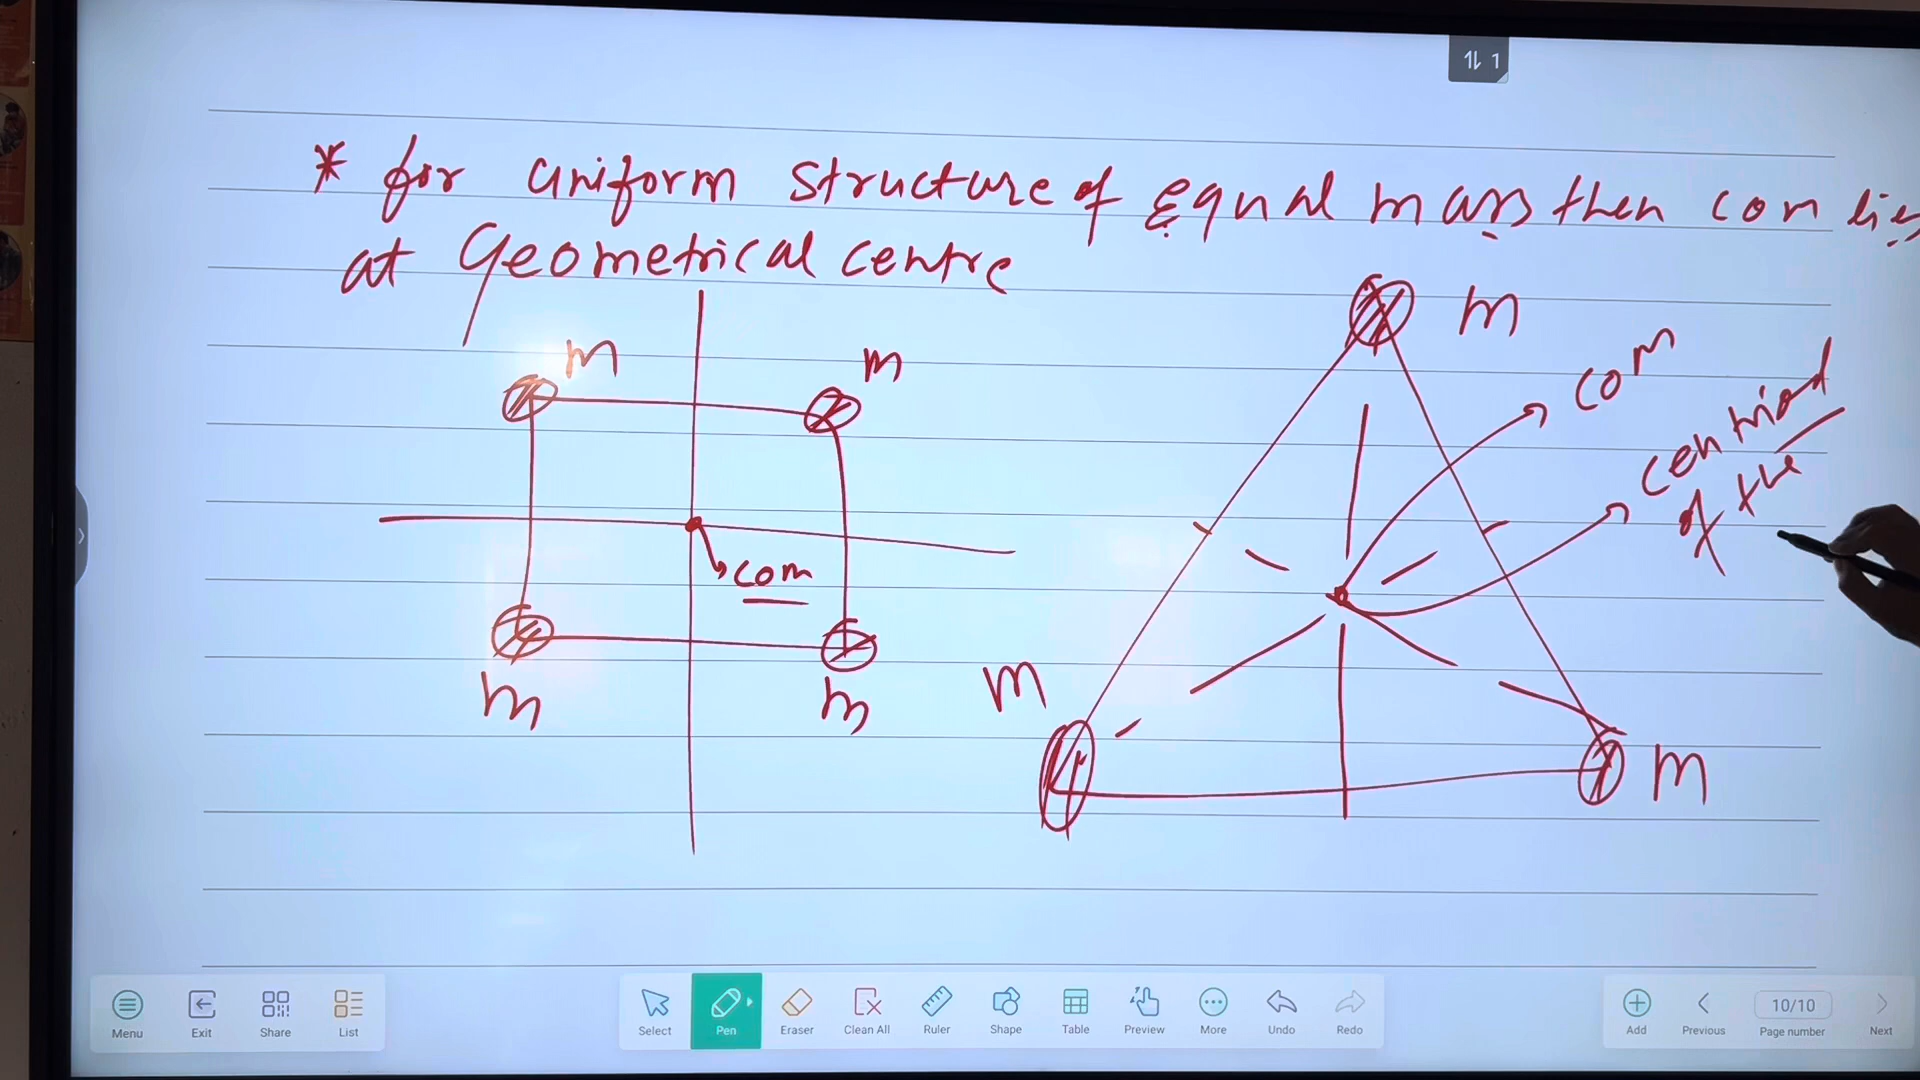 ⇅ 1
* for uniform structure of Equal mass then com lies
at Geometrical centre
m
m
m
com
com
centriod
of the
m
m
m
m
Menu
Exit
Share
List
Select
Pen
Eraser
Clean All
Ruler
Shape
Table
Preview
More
Undo
Redo
Add
Previous
10/10
Page number
Next